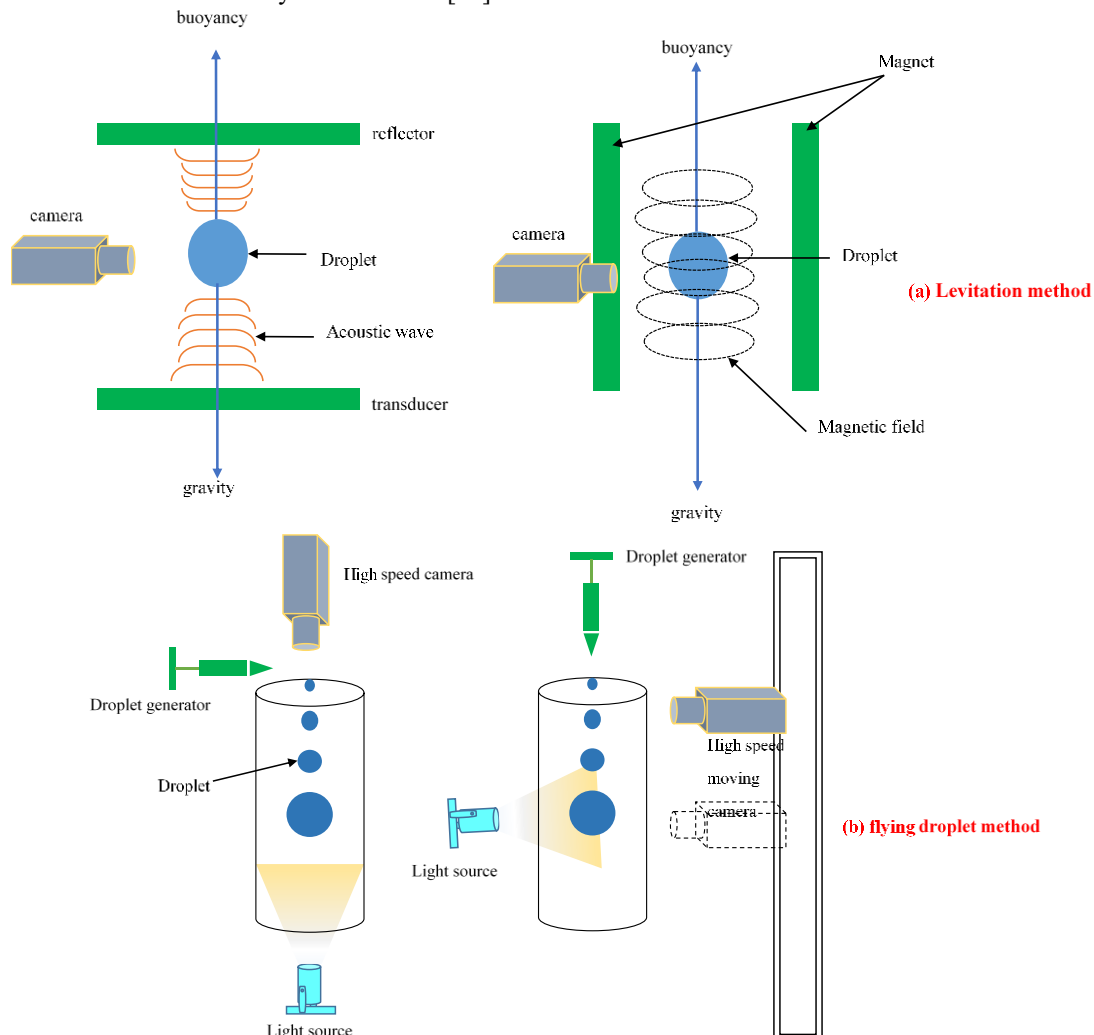 buoyancy
reflector
camera
Droplet
Acoustic wave
transducer
gravity
buoyancy
Magnet
camera
Droplet
(a) Levitation method
Magnetic field
gravity
High speed camera
Droplet generator
Droplet
Light source
Droplet generator
High speed
moving
camera
Light source
(b) flying droplet method